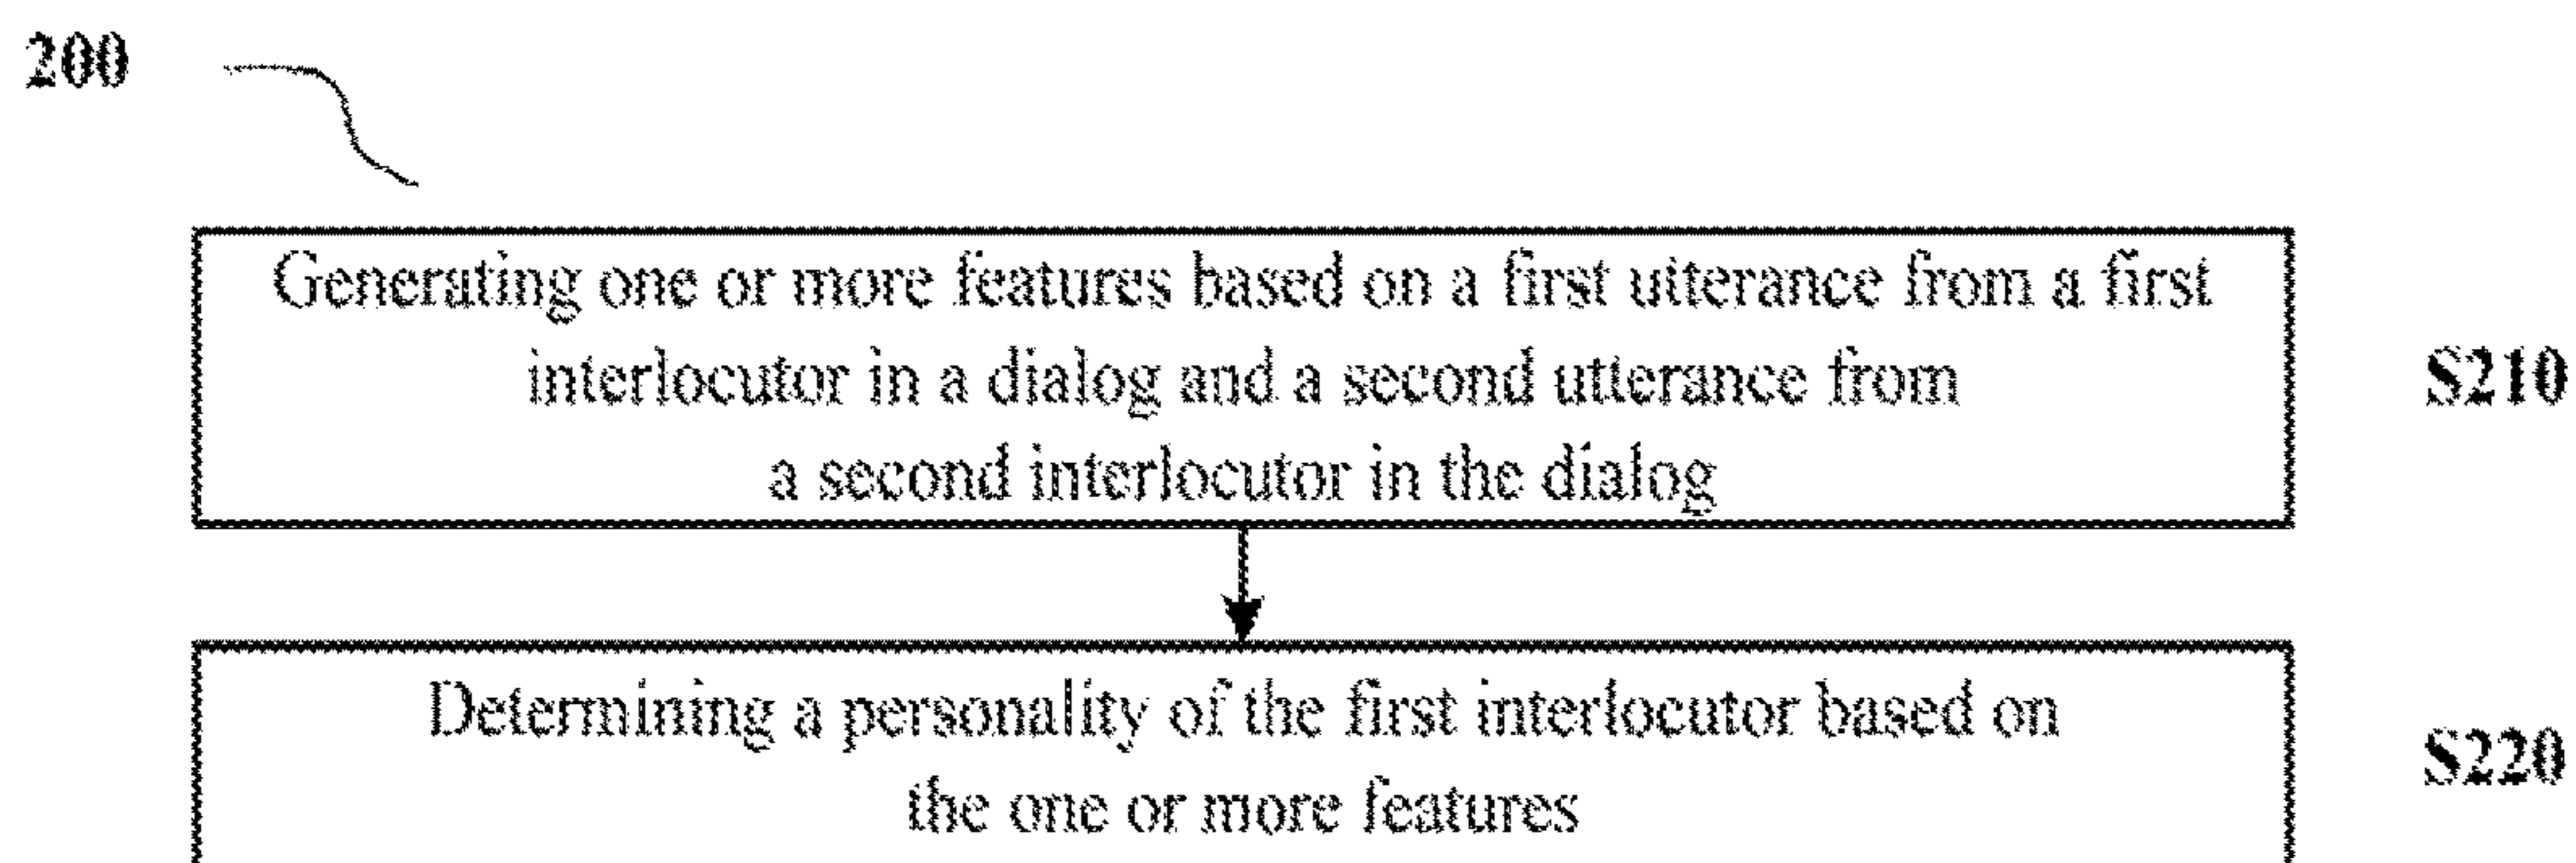 200
Generating one or more features based on a first utterance from a first
interlocutor in a dialog and a second utterance from
a second interlocutor in the dialog
S210
Determining a personality of the first interlocutor based on
the one or more features
S220